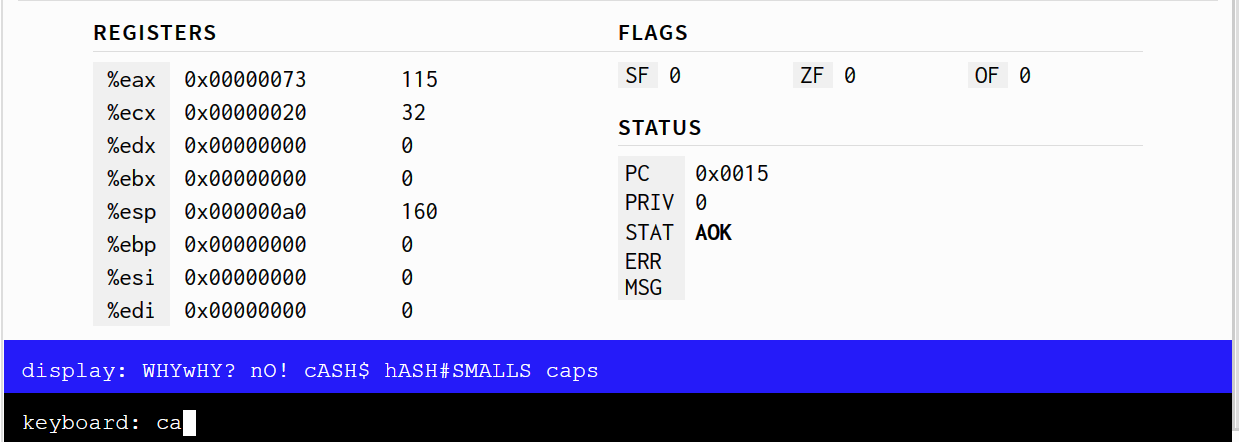 REGISTERS
%eax 0x00000073 115
%ecx 0x00000020 32
%edx 0x00000000 0
%ebx 0x00000000 0
%esp 0x000000a0 160
%ebp 0x00000000 0
%esi 0x00000000 0
%edi 0x00000000 0
FLAGS
SF 0 ZF 0 OF 0
STATUS
PC 0x0015
PRIV 0
STAT AOK
ERR
MSG
display: WHYwHY? nO! cASH$ hASH#SMALLS caps
keyboard: ca